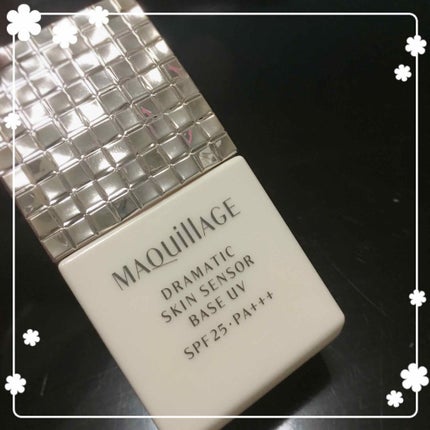 MAQuillAGE
DRAMATIC
SKIN SENSOR
BASE UV
SPF25·PA+++